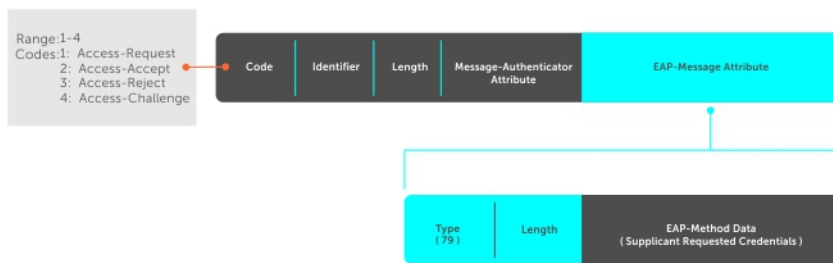 Range:1-4
Codes:1: Access-Request
2: Access-Accept
3: Access-Reject
4: Access-Challenge
Code
Identifier
Length
Message-Authenticator
Attribute
EAP-Message Attribute
Type
( 79 )
Length
EAP-Method Data
( Supplicant Requested Credentials )